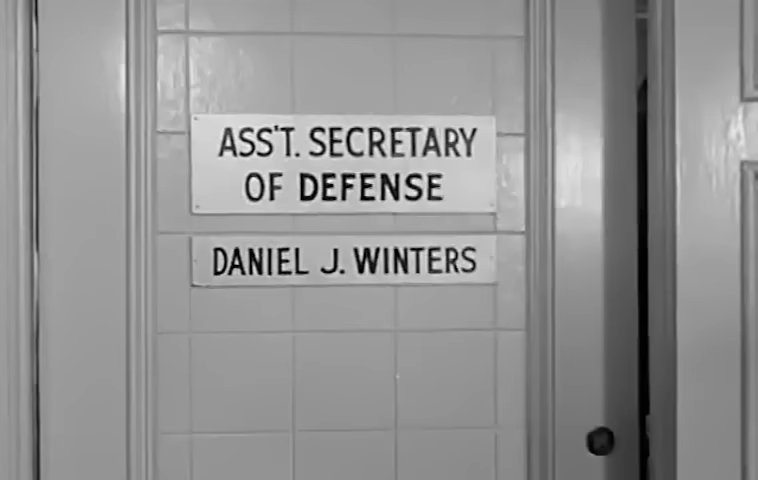 ASS'T. SECRETARY
OF DEFENSE
DANIEL J. WINTERS